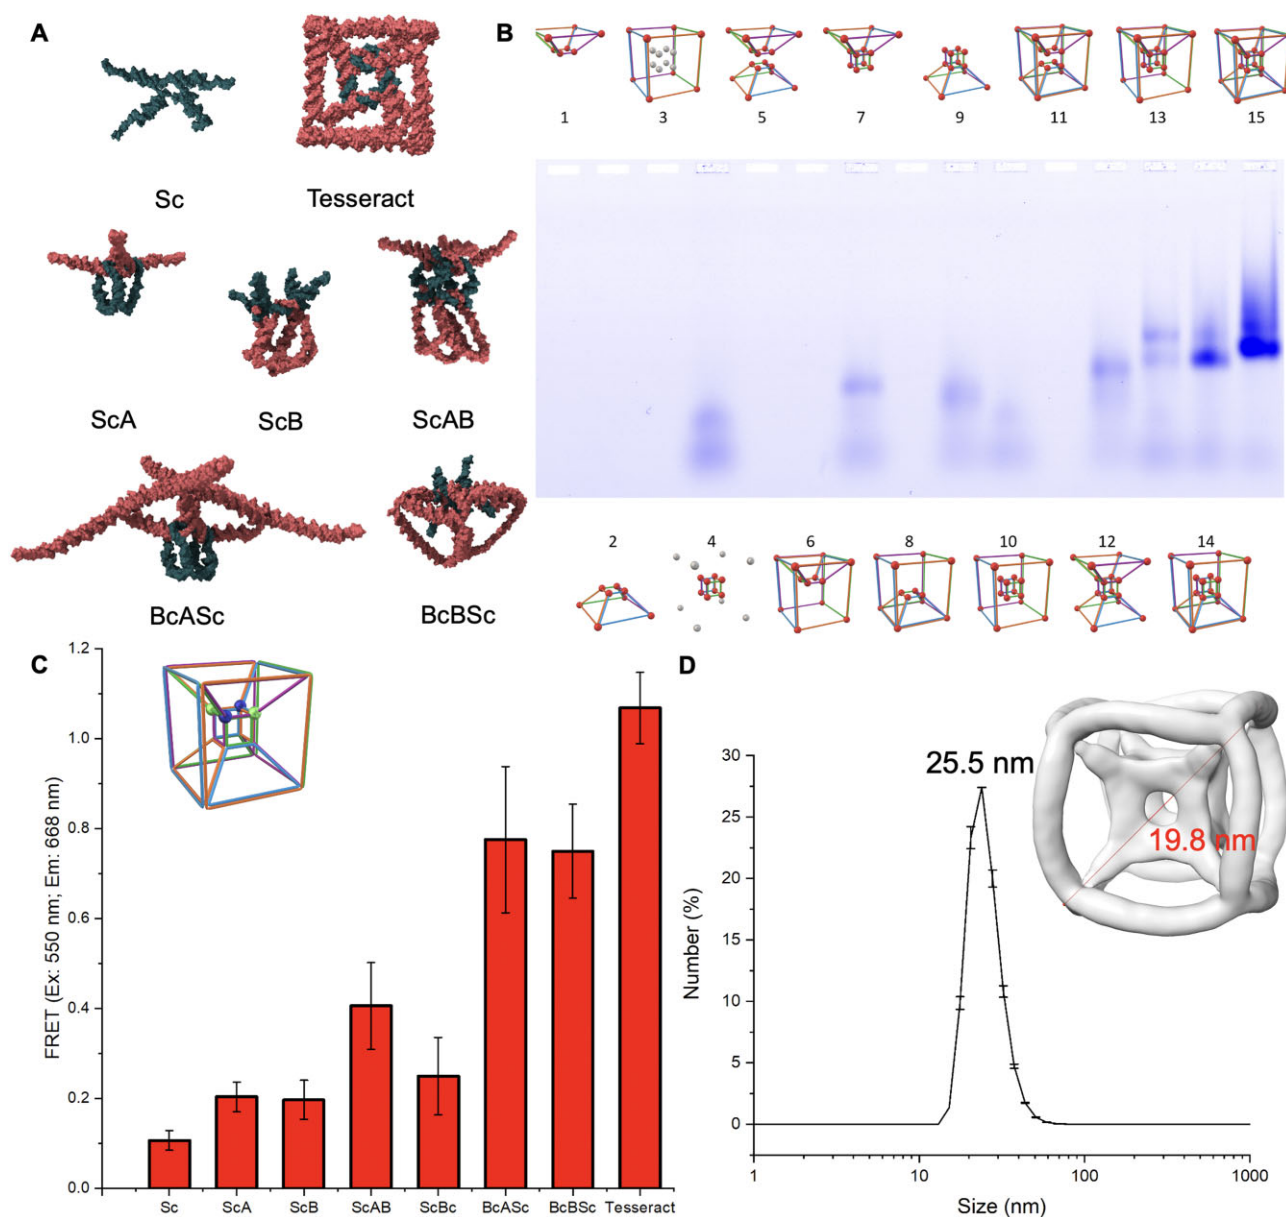 A
Sc
Tesseract
ScA
ScB
ScAB
BcASc
BcBSc
B
1 3 5 7 9 11 13 15
2 4 6 8 10 12 14
C
FRET (Ex: 550 nm; Em: 668 nm)
1.2
1.0
0.8
0.6
0.4
0.2
0.0
Sc ScA ScB ScAB ScBc BcASc BcBSc Tesseract
D
25.5 nm
19.8 nm
Number (%)
30
25
20
15
10
5
0
1 10 100 1000
Size (nm)